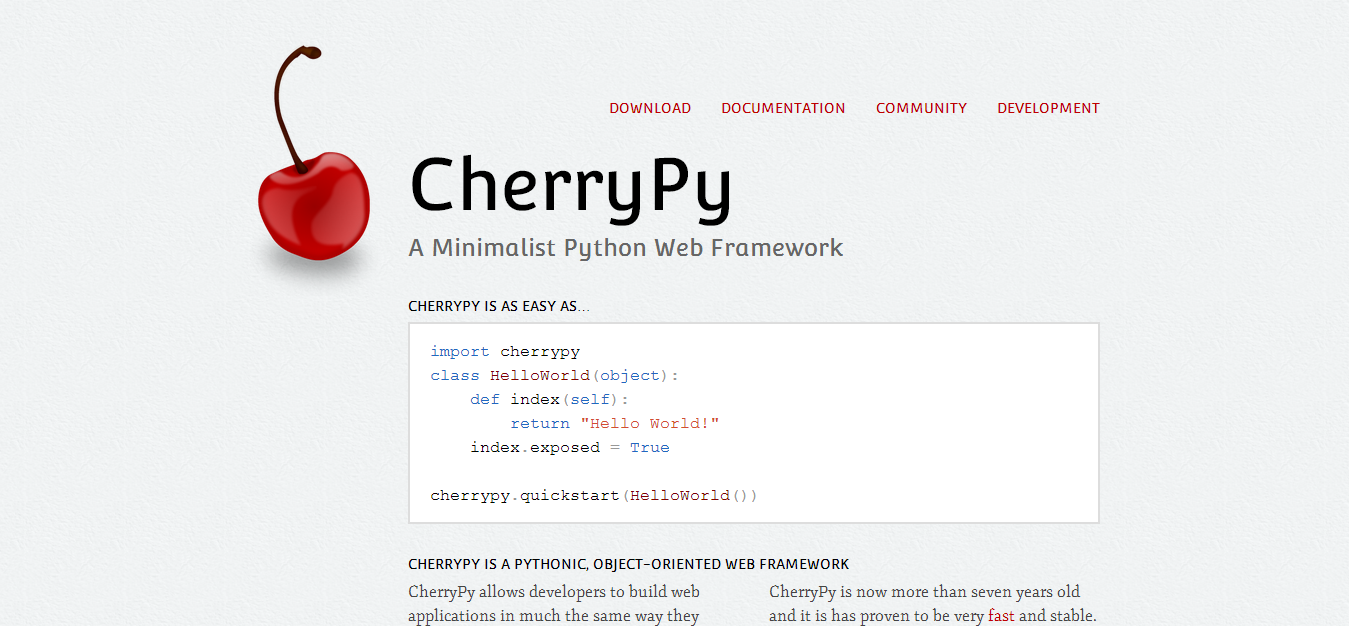 DOWNLOAD DOCUMENTATION COMMUNITY DEVELOPMENT
CherryPy
A Minimalist Python Web Framework
CHERRYPY IS AS EASY AS...
import cherrypy
class HelloWorld(object):
    def index(self):
        return "Hello World!"
    index.exposed = True
cherrypy.quickstart(HelloWorld())
CHERRYPY IS A PYTHONIC, OBJECT-ORIENTED WEB FRAMEWORK
CherryPy allows developers to build web
applications in much the same way they
CherryPy is now more than seven years old
and it is has proven to be very fast and stable.